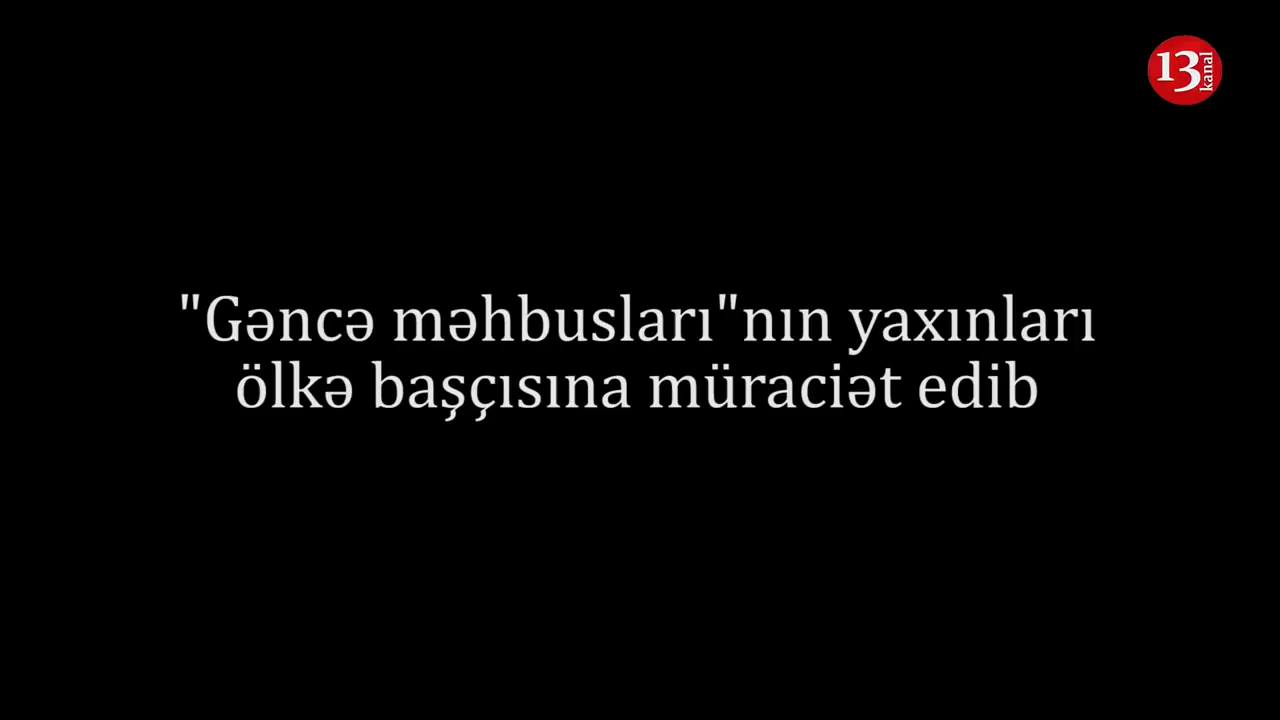 13 kanal
"Gəncə məhbusları"nın yaxınları
ölkə başçısına müraciət edib